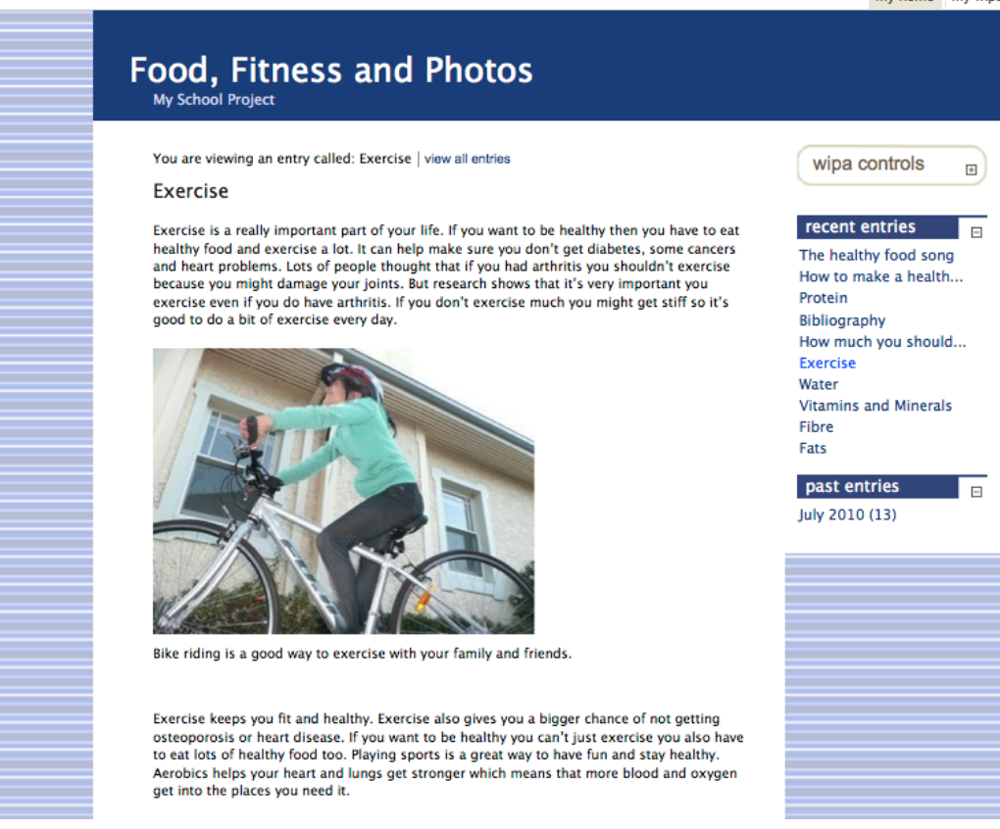 Food, Fitness and Photos
My School Project
You are viewing an entry called: Exercise | view all entries
Exercise
Exercise is a really important part of your life. If you want to be healthy then you have to eat
healthy food and exercise a lot. It can help make sure you don't get diabetes, some cancers
and heart problems. Lots of people thought that if you had arthritis you shouldn't exercise
because you might damage your joints. But research shows that it's very important you
exercise even if you do have arthritis. If you don't exercise much you might get stiff so it's
good to do a bit of exercise every day.
Bike riding is a good way to exercise with your family and friends.
Exercise keeps you fit and healthy. Exercise also gives you a bigger chance of not getting
osteoporosis or heart disease. If you want to be healthy you can't just exercise you also have
to eat lots of healthy food too. Playing sports is a great way to have fun and stay healthy.
Aerobics helps your heart and lungs get stronger which means that more blood and oxygen
get into the places you need it.
wipa controls
recent entries
The healthy food song
How to make a health...
Protein
Bibliography
How much you should...
Exercise
Water
Vitamins and Minerals
Fibre
Fats
past entries
July 2010 (13)